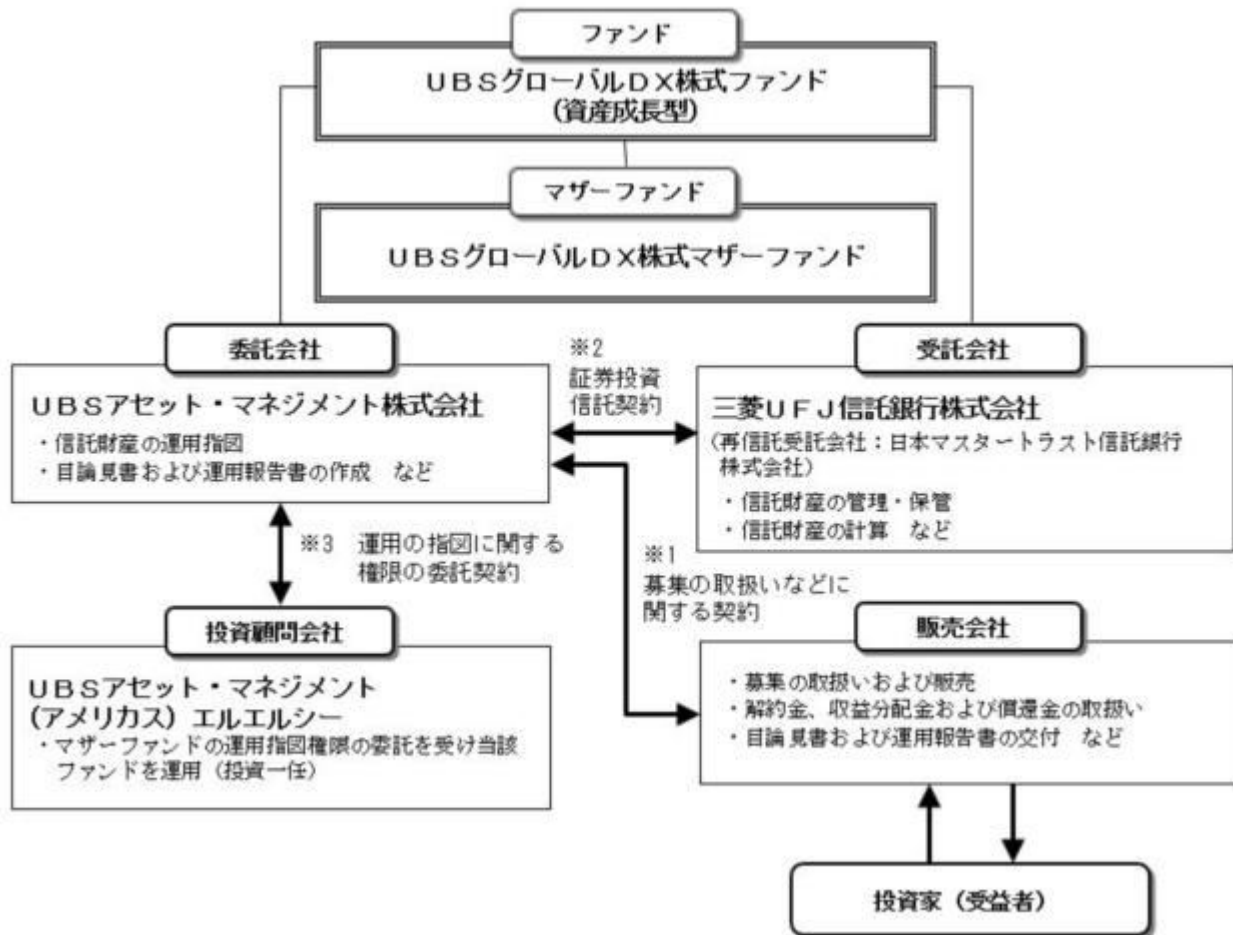 ファンド
UBSグローバルDX株式ファンド
(資産成長型)
マザーファンド
UBSグローバルDX株式マザーファンド
委託会社
UBSアセット・マネジメント株式会社
・信託財産の運用指図
・目論見書および運用報告書の作成 など
※2
証券投資
信託契約
受託会社
三菱UFJ信託銀行株式会社
(再信託受託会社:日本マスタートラスト信託銀行
株式会社)
・信託財産の管理・保管
・信託財産の計算 など
※3 運用の指図に関する
権限の委託契約
※1
募集の取扱いなどに
関する契約
投資顧問会社
UBSアセット・マネジメント
(アメリカス)エルエルシー
・マザーファンドの運用指図権限の委託を受け当該
ファンドを運用(投資一任)
販売会社
・募集の取扱いおよび販売
・解約金、収益分配金および償還金の取扱い
・目論見書および運用報告書の交付 など
投資家(受益者)